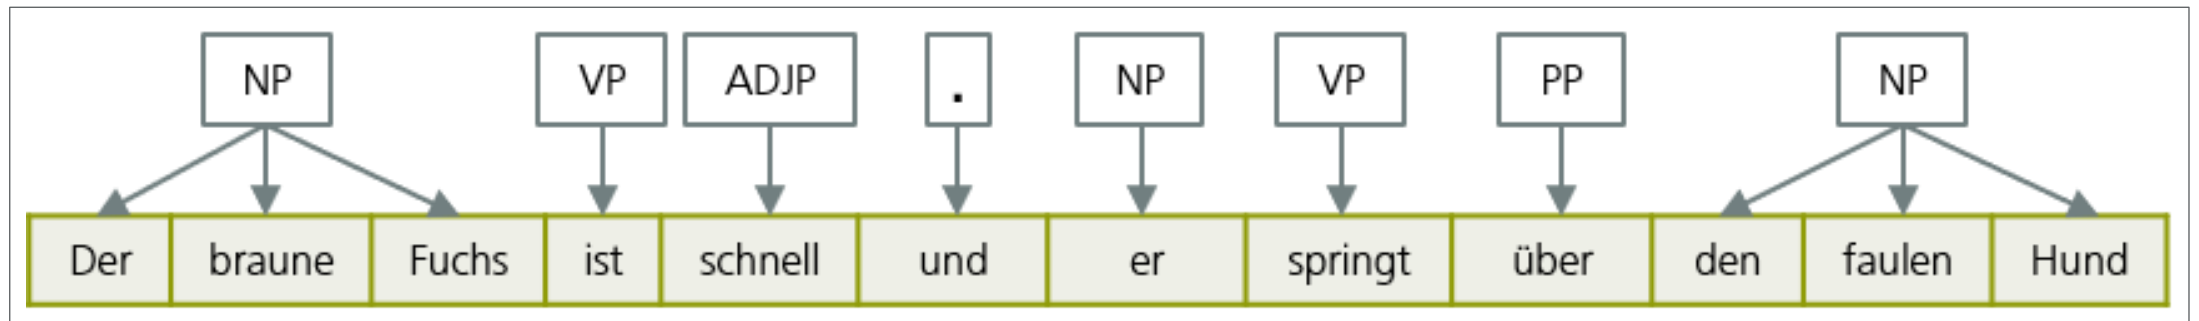 NP VP ADJP . NP VP PP NP
Der braune Fuchs ist schnell und er springt über den faulen Hund